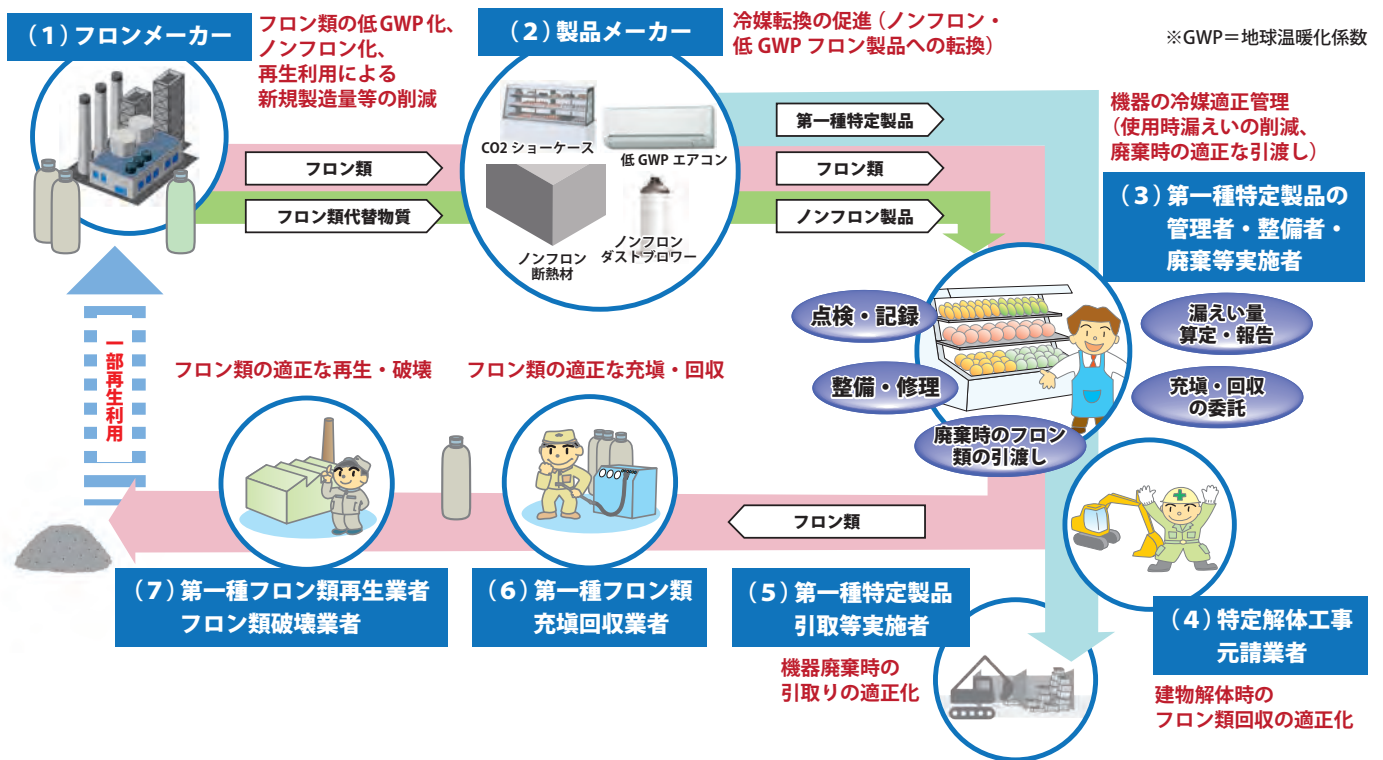 (1)フロンメーカー
フロン類の低GWP化、
ノンフロン化、
再生利用による
新規製造量等の削減
(2)製品メーカー
冷媒転換の促進(ノンフロン・
低 GWP フロン製品への転換)
※GWP=地球温暖化係数
CO2 ショーケース
低 GWP エアコン
ノンフロン
断熱材
ノンフロン
ダストブロワー
フロン類
フロン類代替物質
第一種特定製品
フロン類
ノンフロン製品
機器の冷媒適正管理
(使用時漏えいの削減、
廃棄時の適正な引渡し)
(3)第一種特定製品の
管理者・整備者・
廃棄等実施者
点検・記録
整備・修理
廃棄時のフロン
類の引渡し
漏えい量
算定・報告
充塡・回収
の委託
一部再生利用
フロン類の適正な再生・破壊
フロン類の適正な充塡・回収
フロン類
(7)第一種フロン類再生業者
フロン類破壊業者
(6)第一種フロン類
充塡回収業者
(5)第一種特定製品
引取等実施者
機器廃棄時の
引取りの適正化
(4)特定解体工事
元請業者
建物解体時の
フロン類回収の適正化